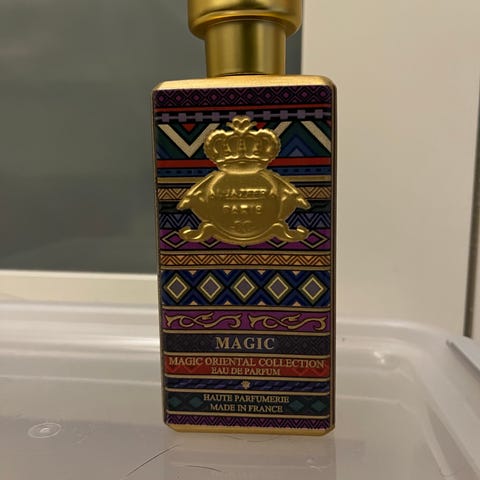 AL-JAZEERA
PARIS
MAGIC
MAGIC ORIENTAL COLLECTION
EAU DE PARFUM
HAUTE PARFUMERIE
MADE IN FRANCE